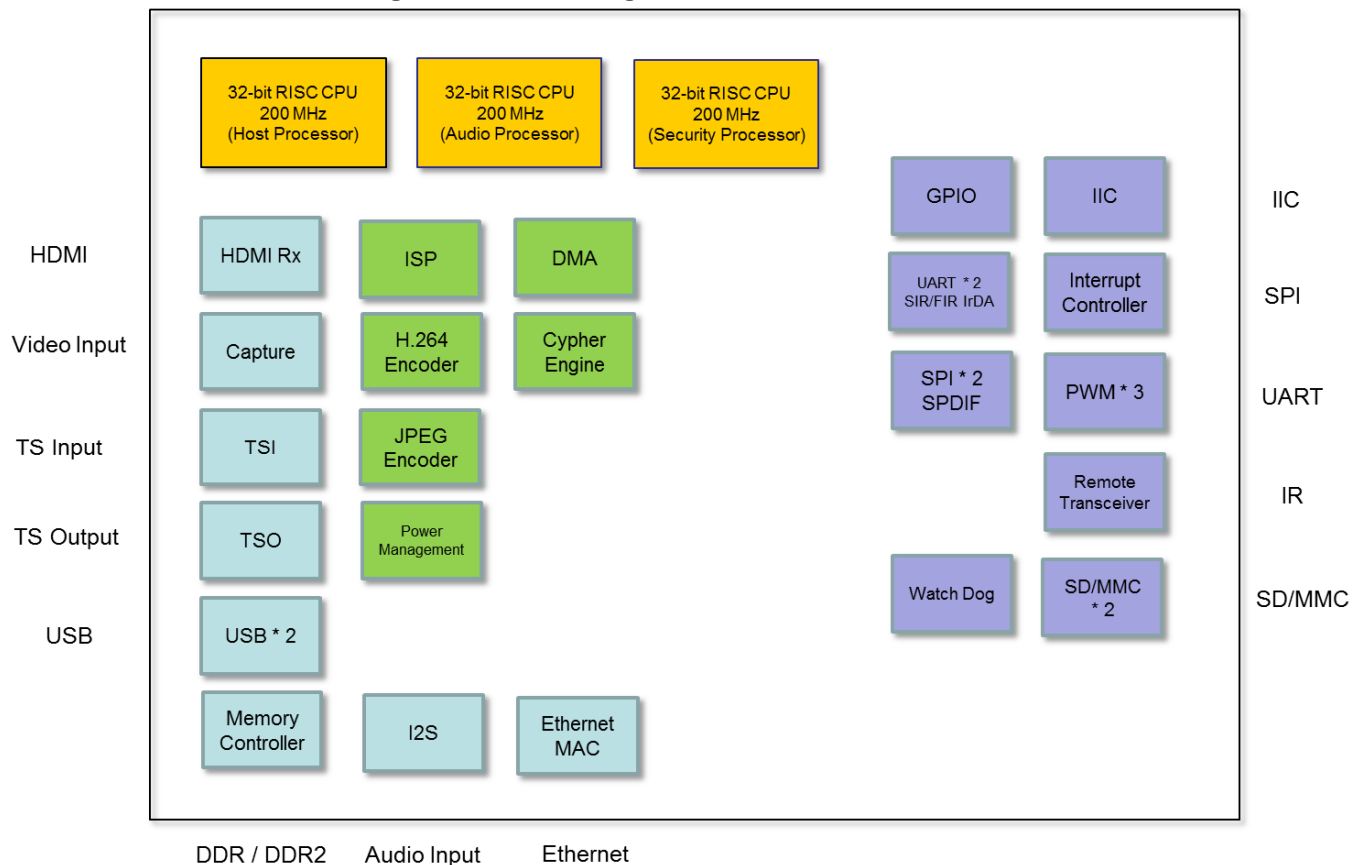 32-bit RISC CPU
200 MHz
(Host Processor)
32-bit RISC CPU
200 MHz
(Audio Processor)
32-bit RISC CPU
200 MHz
(Security Processor)
GPIO
IIC
IIC
HDMI
HDMI Rx
ISP
DMA
UART * 2
SIR/FIR IrDA
Interrupt
Controller
SPI
Video Input
Capture
H.264
Encoder
Cypher
Engine
SPI * 2
SPDIF
PWM * 3
UART
TS Input
TSI
JPEG
Encoder
Remote
Transceiver
IR
TS Output
TSO
Power
Management
Watch Dog
SD/MMC
* 2
SD/MMC
USB
USB * 2
Memory
Controller
I2S
Ethernet
MAC
DDR / DDR2
Audio Input
Ethernet